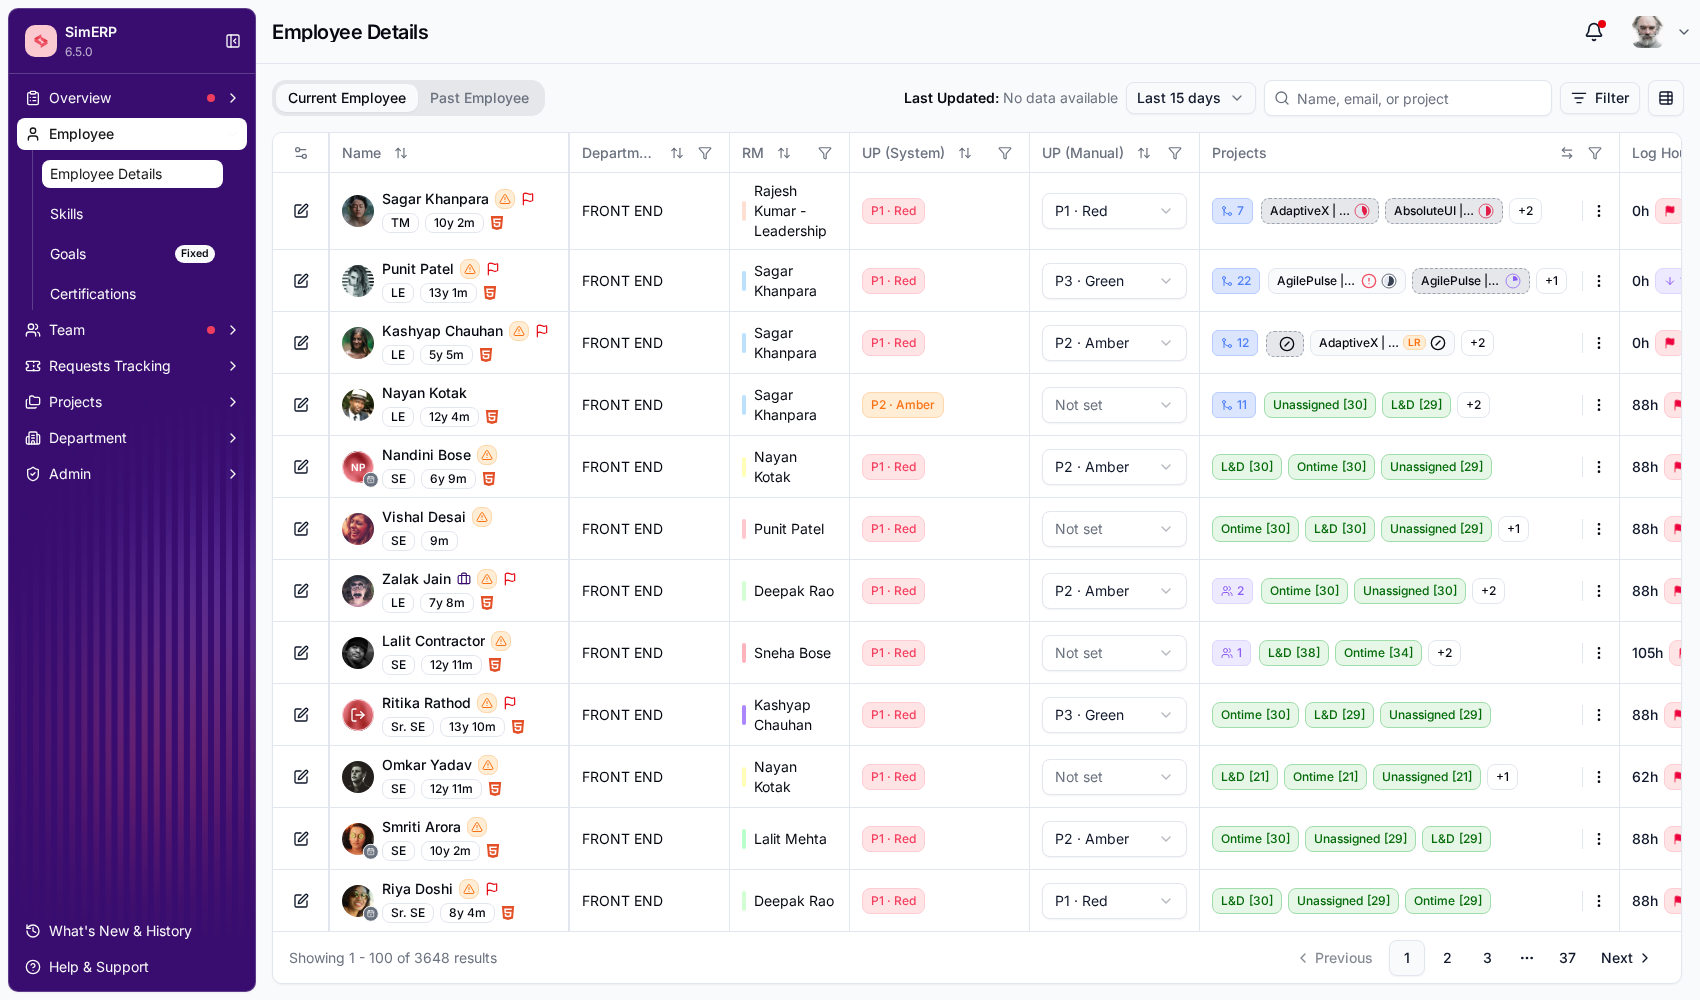 SimERP
6.5.0
Overview
Employee
Employee Details
Skills
Goals Fixed
Certifications
Team
Requests Tracking
Projects
Department
Admin
What's New & History
Help & Support
Employee Details
Current Employee Past Employee
Last Updated: No data available Last 15 days Name, email, or project Filter
Name Departm... RM UP (System) UP (Manual) Projects Log Hou
Sagar Khanpara
TM 10y 2m
FRONT END
Rajesh
Kumar -
Leadership
P1 · Red P1 · Red 7 AdaptiveX | ... AbsoluteUI |... +2 0h
Punit Patel
LE 13y 1m
FRONT END
Sagar
Khanpara
P1 · Red P3 · Green 22 AgilePulse |... AgilePulse |... +1 0h
Kashyap Chauhan
LE 5y 5m
FRONT END
Sagar
Khanpara
P1 · Red P2 · Amber 12 AdaptiveX | ... LR +2 0h
Nayan Kotak
LE 12y 4m
FRONT END
Sagar
Khanpara
P2 · Amber Not set 11 Unassigned [30] L&D [29] +2 88h
NP
Nandini Bose
SE 6y 9m
FRONT END
Nayan
Kotak
P1 · Red P2 · Amber L&D [30] Ontime [30] Unassigned [29] 88h
Vishal Desai
SE 9m
FRONT END
Punit Patel
P1 · Red Not set Ontime [30] L&D [30] Unassigned [29] +1 88h
Zalak Jain
LE 7y 8m
FRONT END
Deepak Rao
P1 · Red P2 · Amber 2 Ontime [30] Unassigned [30] +2 88h
Lalit Contractor
SE 12y 11m
FRONT END
Sneha Bose
P1 · Red Not set 1 L&D [38] Ontime [34] +2 105h
Ritika Rathod
Sr. SE 13y 10m
FRONT END
Kashyap
Chauhan
P1 · Red P3 · Green Ontime [30] L&D [29] Unassigned [29] 88h
Omkar Yadav
SE 12y 11m
FRONT END
Nayan
Kotak
P1 · Red Not set L&D [21] Ontime [21] Unassigned [21] +1 62h
Smriti Arora
SE 10y 2m
FRONT END
Lalit Mehta
P1 · Red P2 · Amber Ontime [30] Unassigned [29] L&D [29] 88h
Riya Doshi
Sr. SE 8y 4m
FRONT END
Deepak Rao
P1 · Red P1 · Red L&D [30] Unassigned [29] Ontime [29] 88h
Showing 1 - 100 of 3648 results
Previous 1 2 3 ··· 37 Next